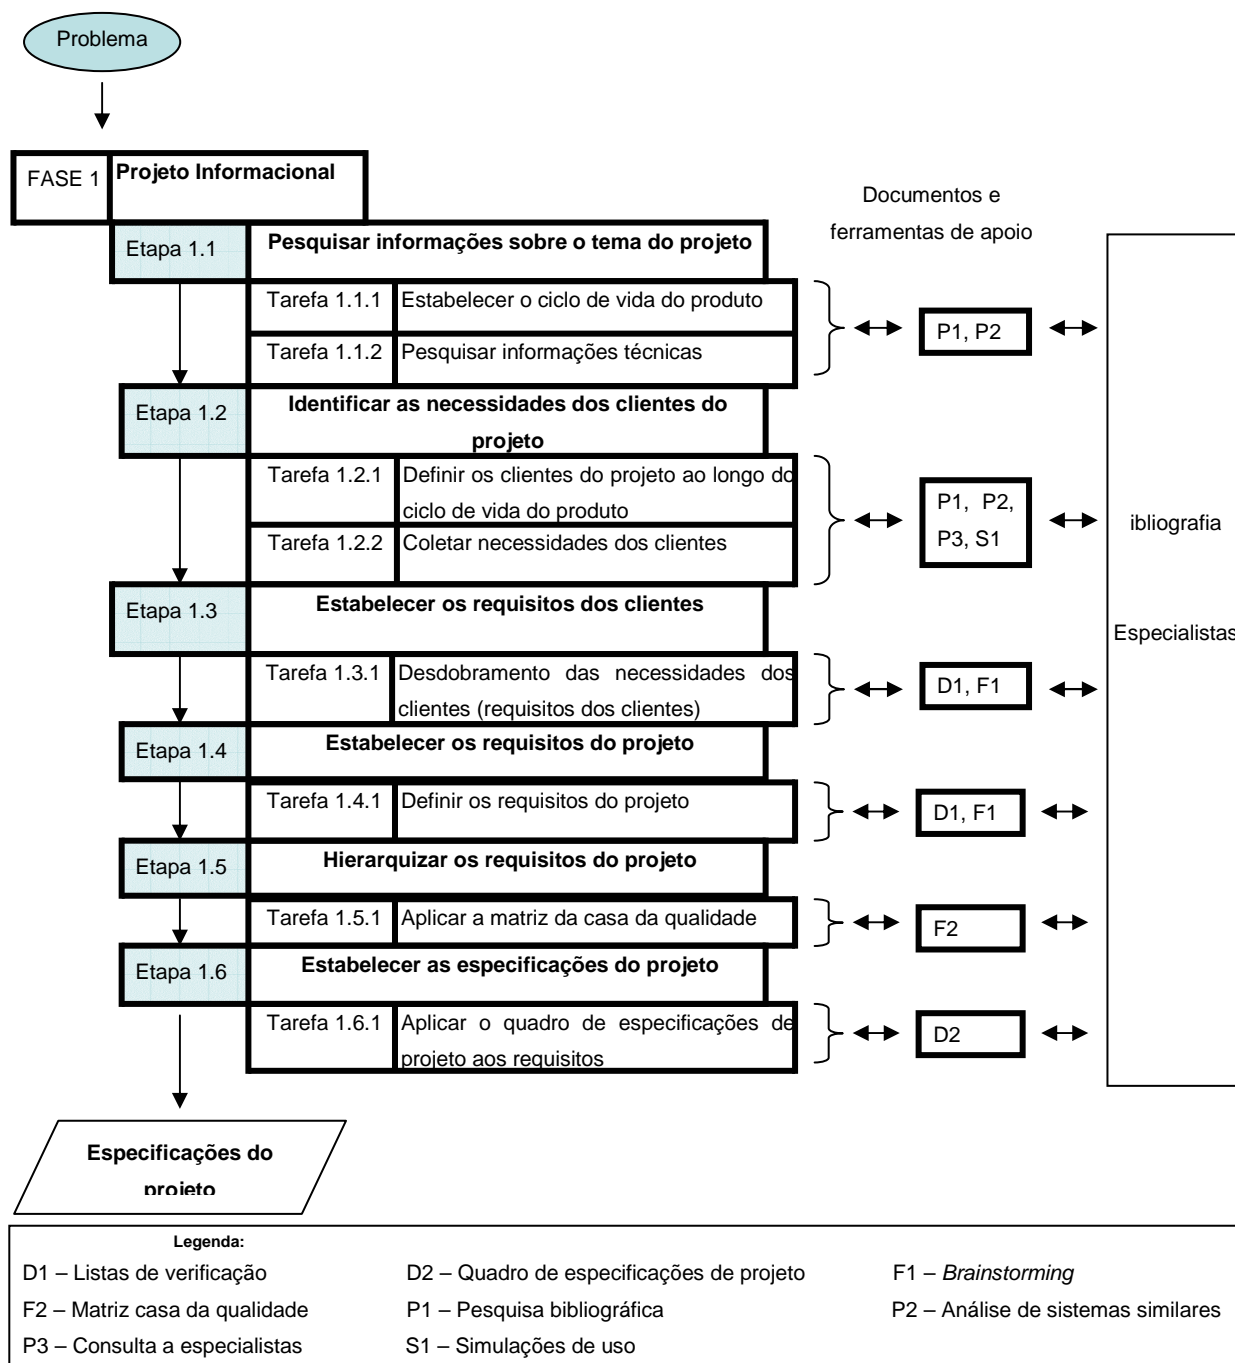 Problema
FASE 1
Projeto Informacional
Documentos e
ferramentas de apoio
Etapa 1.1
Pesquisar informações sobre o tema do projeto
Tarefa 1.1.1
Estabelecer o ciclo de vida do produto
Tarefa 1.1.2
Pesquisar informações técnicas
P1, P2
Etapa 1.2
Identificar as necessidades dos clientes do
projeto
Tarefa 1.2.1
Definir os clientes do projeto ao longo do
ciclo de vida do produto
Tarefa 1.2.2
Coletar necessidades dos clientes
P1, P2,
P3, S1
ibliografia
Especialistas
Etapa 1.3
Estabelecer os requisitos dos clientes
Tarefa 1.3.1
Desdobramento das necessidades dos
clientes (requisitos dos clientes)
D1, F1
Etapa 1.4
Estabelecer os requisitos do projeto
Tarefa 1.4.1
Definir os requisitos do projeto
D1, F1
Etapa 1.5
Hierarquizar os requisitos do projeto
Tarefa 1.5.1
Aplicar a matriz da casa da qualidade
F2
Etapa 1.6
Estabelecer as especificações do projeto
Tarefa 1.6.1
Aplicar o quadro de especificações de
projeto aos requisitos
D2
Especificações do
projeto
Legenda:
D1 – Listas de verificação
D2 – Quadro de especificações de projeto
F1 – Brainstorming
F2 – Matriz casa da qualidade
P1 – Pesquisa bibliográfica
P2 – Análise de sistemas similares
P3 – Consulta a especialistas
S1 – Simulações de uso